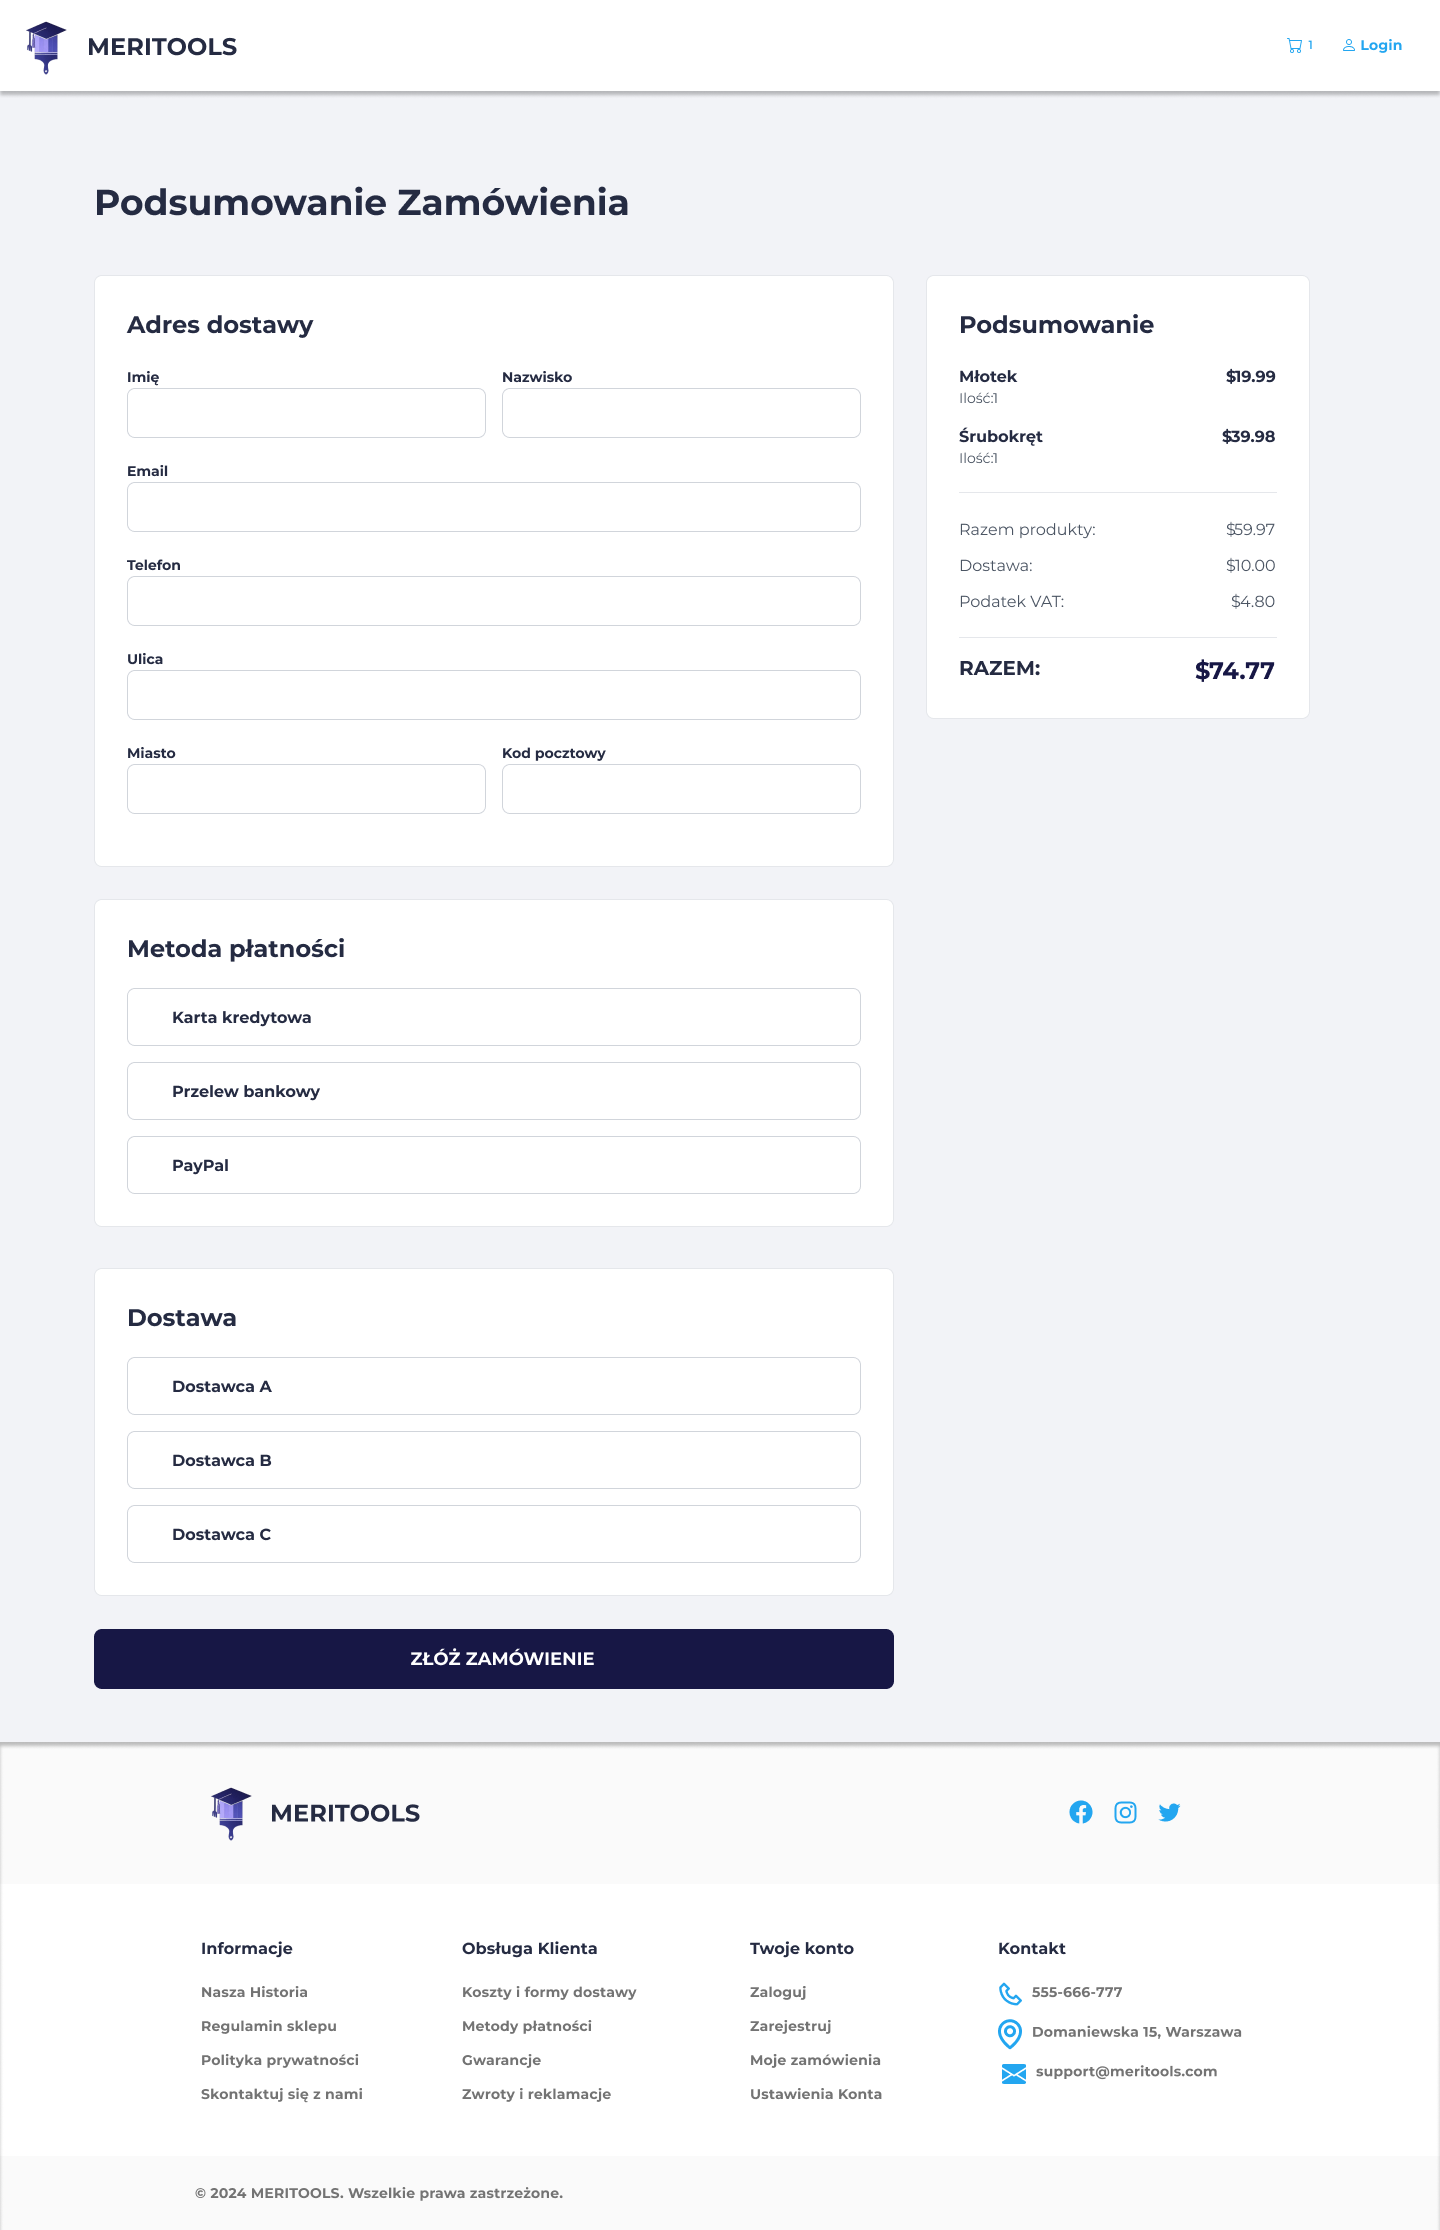 MERITOOLS
1
Login
Podsumowanie Zamówienia
Adres dostawy
Imię
Nazwisko
Email
Telefon
Ulica
Miasto
Kod pocztowy
Podsumowanie
Młotek $19.99
Ilość:1
Śrubokręt $39.98
Ilość:1
Razem produkty: $59.97
Dostawa: $10.00
Podatek VAT: $4.80
RAZEM: $74.77
Metoda płatności
Karta kredytowa
Przelew bankowy
PayPal
Dostawa
Dostawca A
Dostawca B
Dostawca C
ZŁÓŻ ZAMÓWIENIE
MERITOOLS
Informacje
Nasza Historia
Regulamin sklepu
Polityka prywatności
Skontaktuj się z nami
Obsługa Klienta
Koszty i formy dostawy
Metody płatności
Gwarancje
Zwroty i reklamacje
Twoje konto
Zaloguj
Zarejestruj
Moje zamówienia
Ustawienia Konta
Kontakt
555-666-777
Domaniewska 15, Warszawa
support@meritools.com
© 2024 MERITOOLS. Wszelkie prawa zastrzeżone.